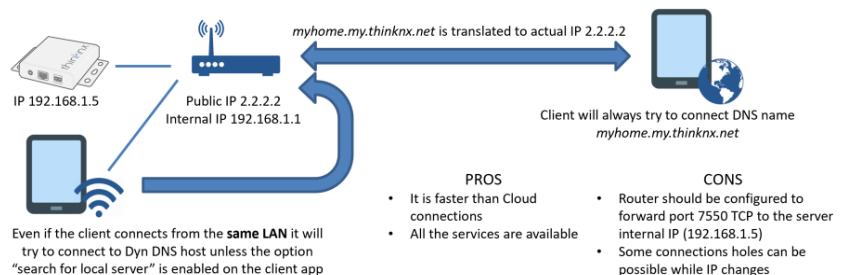 myhome.my.thinknx.net is translated to actual IP 2.2.2.2
thinknx
IP 192.168.1.5
Public IP 2.2.2.2
Internal IP 192.168.1.1
Client will always try to connect DNS name
myhome.my.thinknx.net
Even if the client connects from the same LAN it will
try to connect to Dyn DNS host unless the option
"search for local server" is enabled on the client app
PROS
• It is faster than Cloud
connections
• All the services are available
CONS
• Router should be configured to
forward port 7550 TCP to the server
internal IP (192.168.1.5)
• Some connections holes can be
possible while IP changes